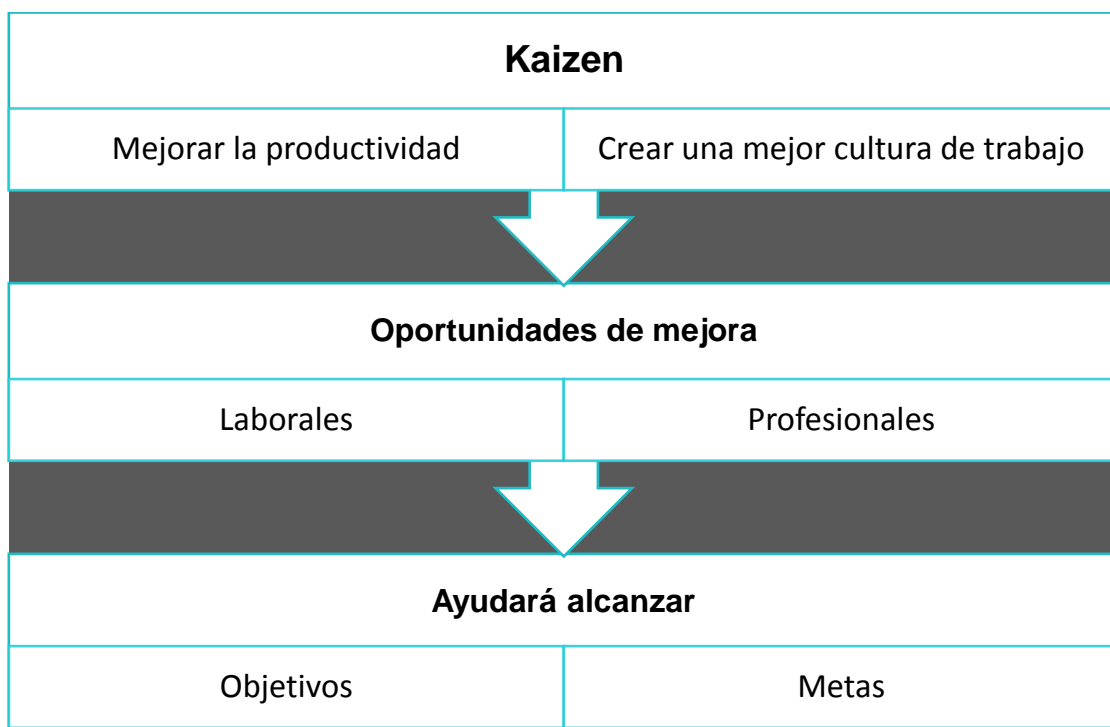 Kaizen
Mejorar la productividad
Crear una mejor cultura de trabajo
Oportunidades de mejora
Laborales
Profesionales
Ayudará alcanzar
Objetivos
Metas